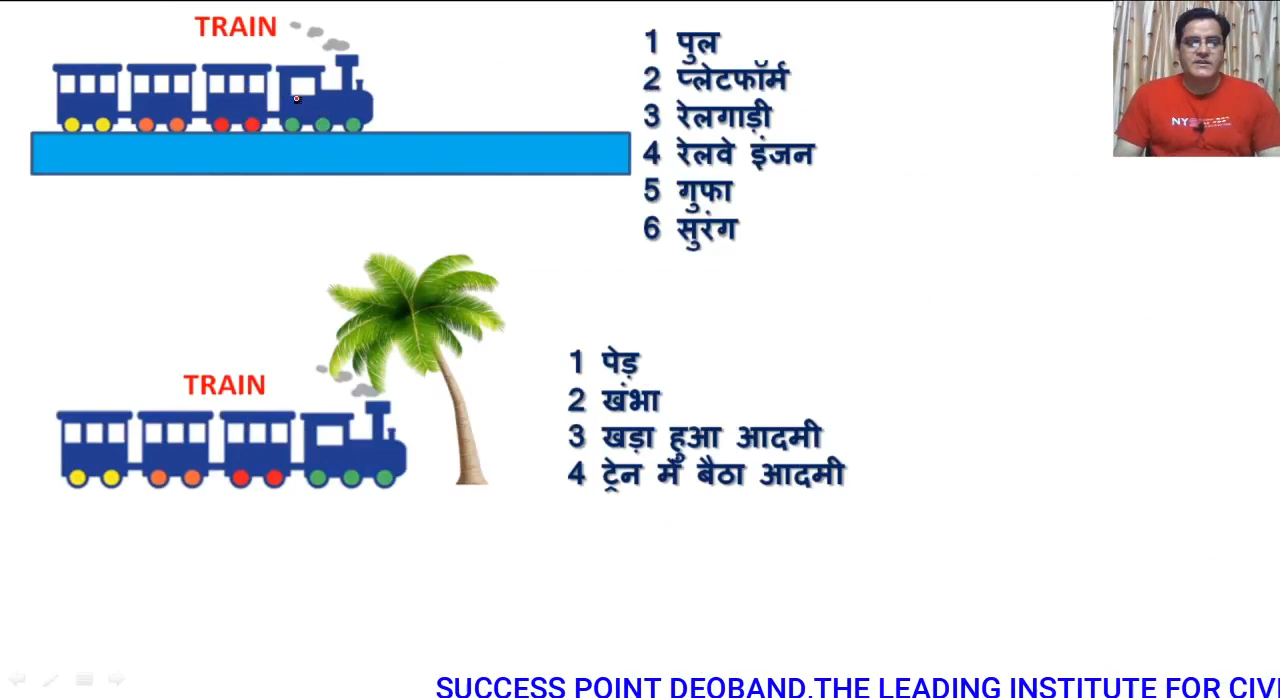 TRAIN
1 पुल
2 प्लेटफॉर्म
3 रेलगाड़ी
4 रेलवे इंजन
5 गुफा
6 सुरंग
TRAIN
1 पेड़
2 खंभा
3 खड़ा हुआ आदमी
4 ट्रेन में बैठा आदमी
SUCCESS POINT DEOBAND,THE LEADING INSTITUTE FOR CIVI